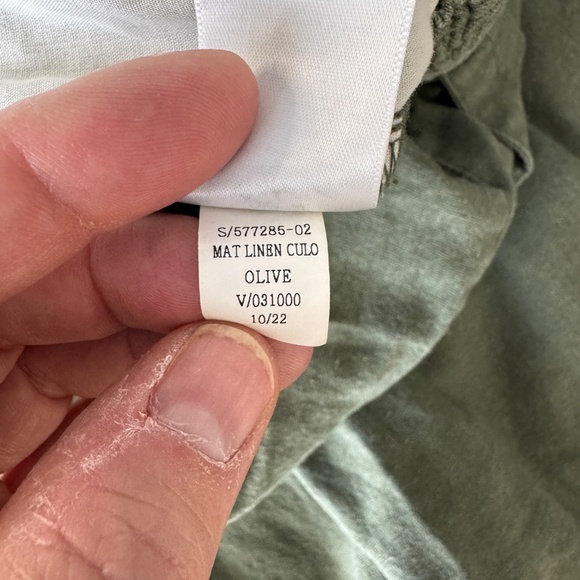 S/577285-02
MAT LINEN CULO
OLIVE
V/031000
10/22